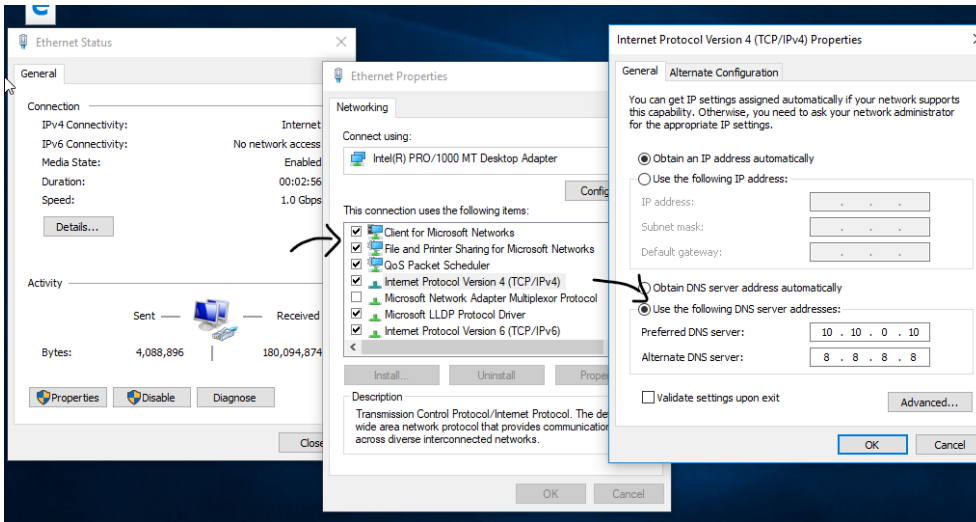 Ethernet Status
General
Connection
IPv4 Connectivity: Internet
IPv6 Connectivity: No network access
Media State: Enabled
Duration: 00:02:56
Speed: 1.0 Gbps
Details...
Activity
Sent — — Received
Bytes: 4,088,896 180,094,874
Properties Disable Diagnose
Close
Ethernet Properties
Networking
Connect using:
Intel(R) PRO/1000 MT Desktop Adapter
Config
This connection uses the following items:
Client for Microsoft Networks
File and Printer Sharing for Microsoft Networks
QoS Packet Scheduler
Internet Protocol Version 4 (TCP/IPv4)
Microsoft Network Adapter Multiplexor Protocol
Microsoft LLDP Protocol Driver
Internet Protocol Version 6 (TCP/IPv6)
Install... Uninstall Proper
Description
Transmission Control Protocol/Internet Protocol. The de
wide area network protocol that provides communication
across diverse interconnected networks.
OK Cancel
Internet Protocol Version 4 (TCP/IPv4) Properties
General Alternate Configuration
You can get IP settings assigned automatically if your network supports
this capability. Otherwise, you need to ask your network administrator
for the appropriate IP settings.
Obtain an IP address automatically
Use the following IP address:
IP address: . . .
Subnet mask: . . .
Default gateway: . . .
Obtain DNS server address automatically
Use the following DNS server addresses:
Preferred DNS server: 10 . 10 . 0 . 10
Alternate DNS server: 8 . 8 . 8 . 8
Validate settings upon exit
Advanced...
OK Cancel